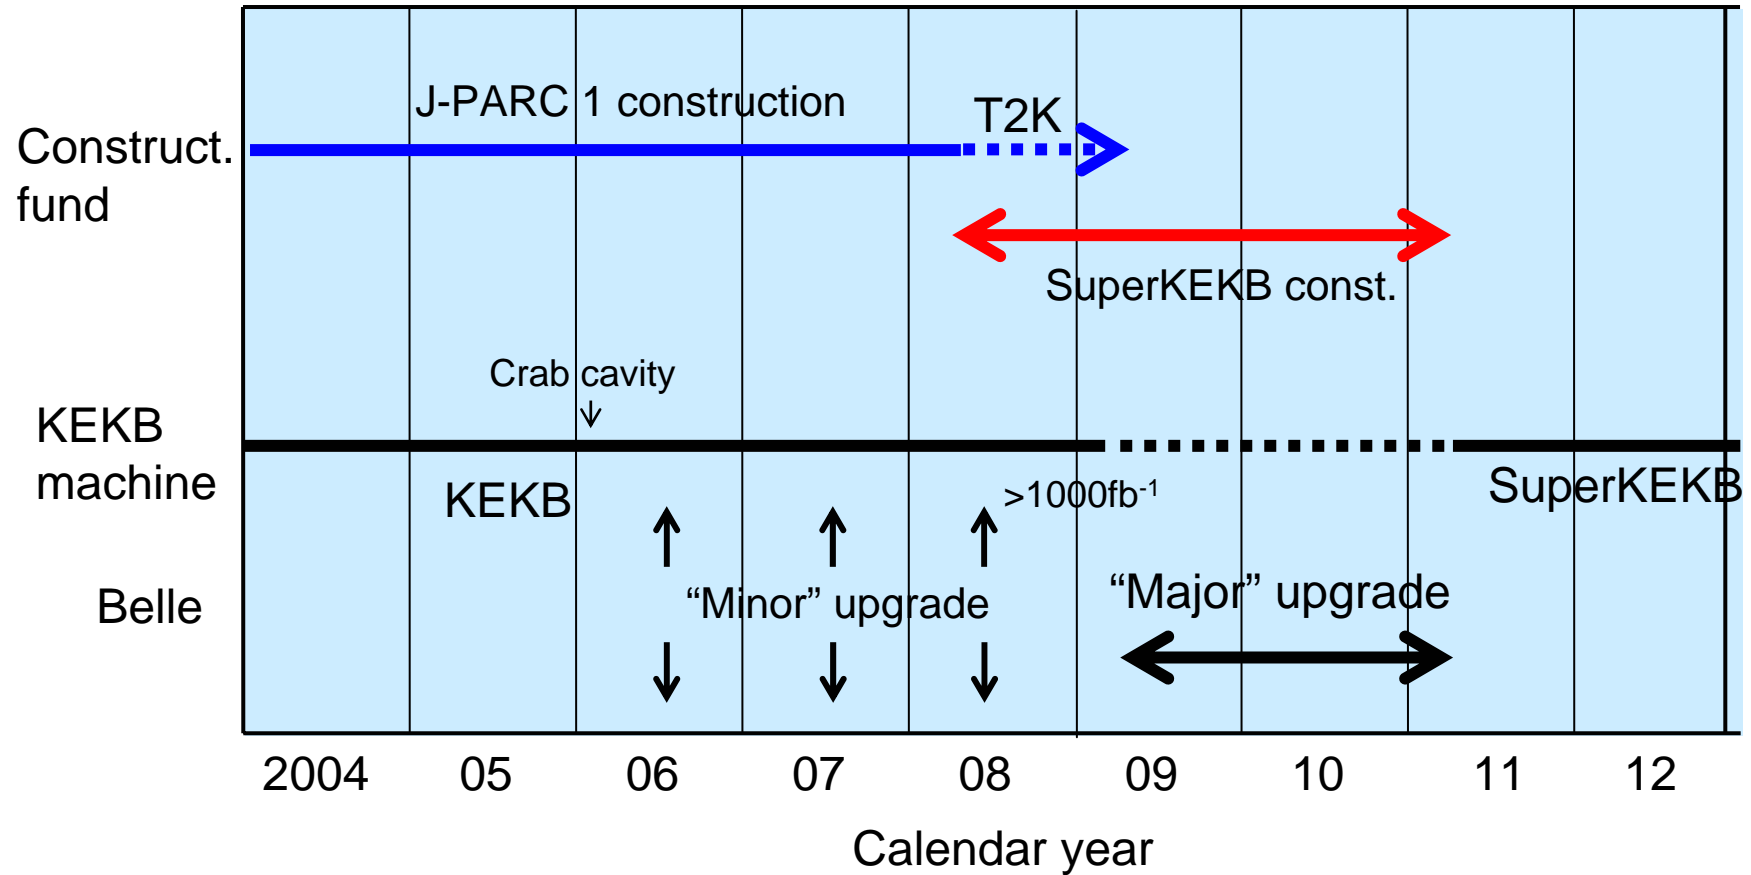 J-PARC 1 construction
T2K
Construct.
fund
SuperKEKB const.
Crab cavity
KEKB
machine
KEKB
>1000fb⁻¹
SuperKEKB
Belle
“Minor” upgrade
“Major” upgrade
2004 05 06 07 08 09 10 11 12
Calendar year